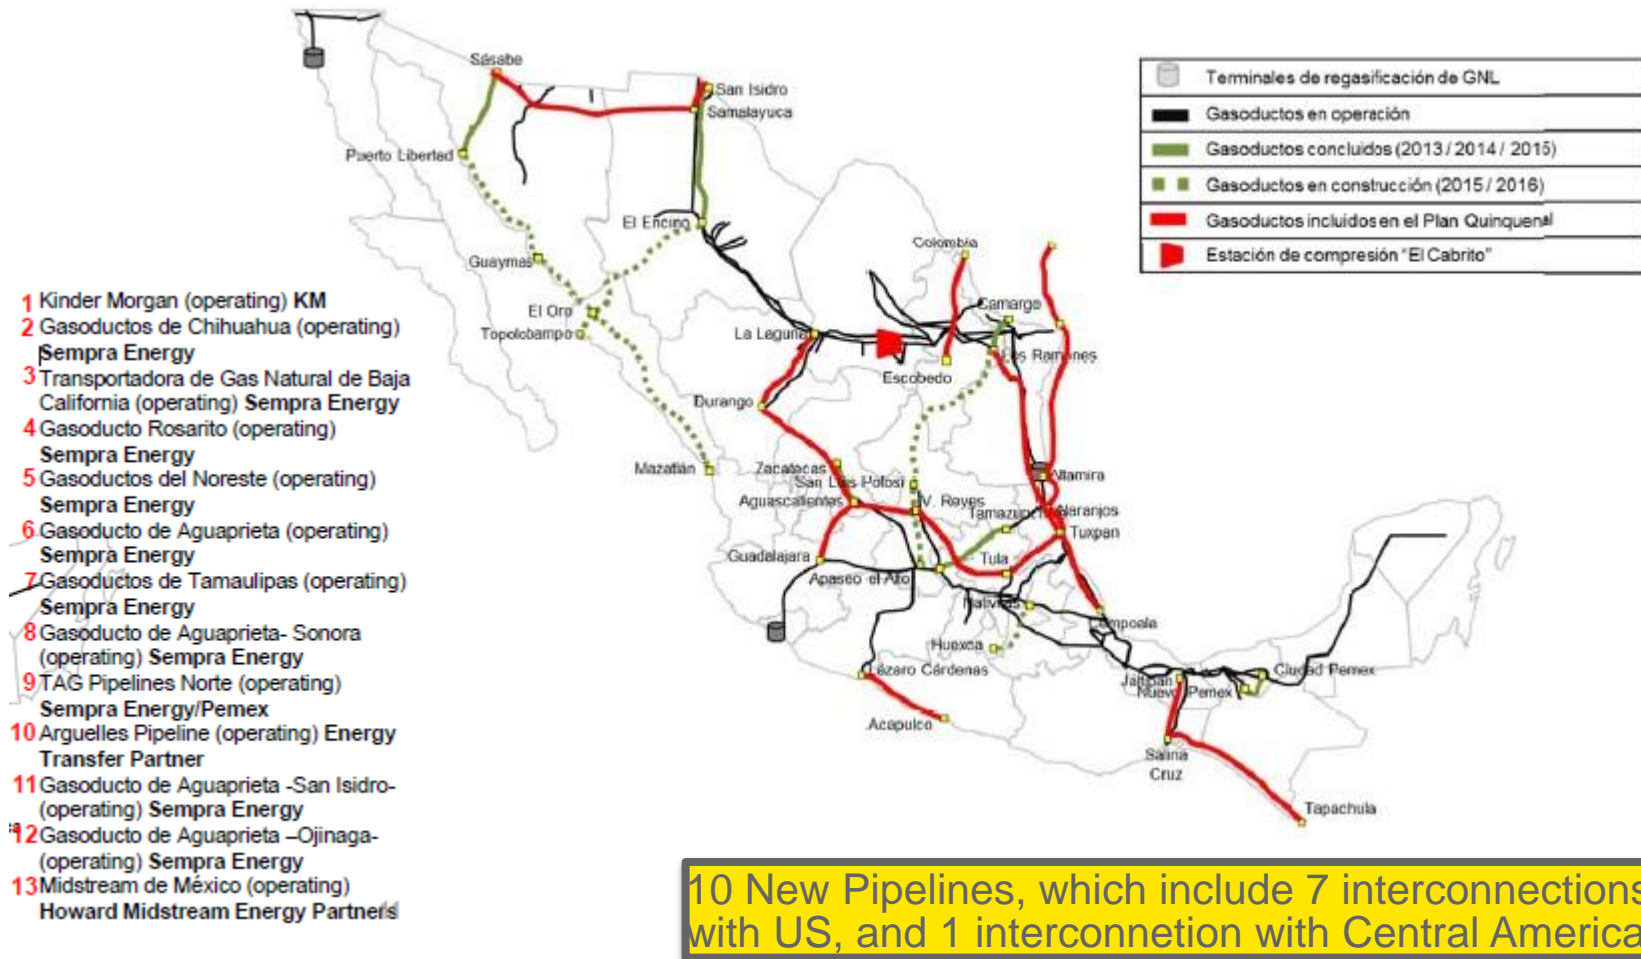 Sásabe
San Isidro
Samalayuca
Puerto Libertad
El Encino
Guaymas
El Oro
Topolobampo
Mazatlán
Colombia
Camargo
La Laguna
Los Ramones
Escobedo
Durango
Zacatecas
San Luis Potosí
Aguascalientes
V. Reyes
Altamira
Naranjos
Tuxpan
Guadalajara
Apaseo el Alto
Tula
Nativitas
Cempoala
Huexca
Lázaro Cárdenas
Acapulco
Jáltipan
Nuevo Pemex
Ciudad Pemex
Salina
Cruz
Tapachula
Terminales de regasificación de GNL
Gasoductos en operación
Gasoductos concluidos (2013 / 2014 / 2015)
Gasoductos en construcción (2015 / 2016)
Gasoductos incluidos en el Plan Quinquenal
Estación de compresión "El Cabrito"
1 Kinder Morgan (operating) KM
2 Gasoductos de Chihuahua (operating)
Sempra Energy
3 Transportadora de Gas Natural de Baja
California (operating) Sempra Energy
4 Gasoducto Rosarito (operating)
Sempra Energy
5 Gasoductos del Noreste (operating)
Sempra Energy
6 Gasoducto de Aguaprieta (operating)
Sempra Energy
7 Gasoductos de Tamaulipas (operating)
Sempra Energy
8 Gasoducto de Aguaprieta- Sonora
(operating) Sempra Energy
9 TAG Pipelines Norte (operating)
Sempra Energy/Pemex
10 Arguelles Pipeline (operating) Energy
Transfer Partner
11 Gasoducto de Aguaprieta -San Isidro-
(operating) Sempra Energy
12 Gasoducto de Aguaprieta –Ojinaga-
(operating) Sempra Energy
13 Midstream de México (operating)
Howard Midstream Energy Partners
10 New Pipelines, which include 7 interconnections
with US, and 1 interconnetion with Central America